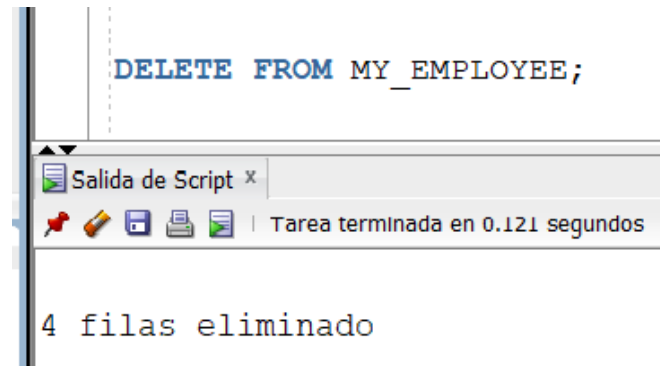 DELETE FROM MY_EMPLOYEE;
Salida de Script x
Tarea terminada en 0.121 segundos
4 filas eliminado